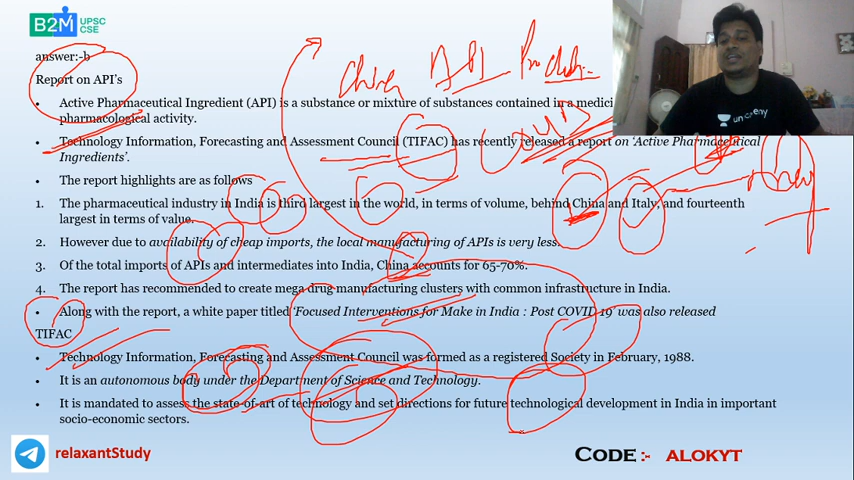 B2M UPSC CSE
answer:-b
Report on API's
China API Production
• Active Pharmaceutical Ingredient (API) is a substance or mixture of substances contained in a
pharmacological activity.
• Technology Information, Forecasting and Assessment Council (TIFAC) has recently released a report on 'Active Pharmaceutical
Ingredients'.
• The report highlights are as follows
1. The pharmaceutical industry in India is third largest in the world, in terms of volume, behind China and Italy, and fourteenth
largest in terms of value.
2. However due to availability of cheap imports, the local manufacturing of APIs is very less.
3. Of the total imports of APIs and intermediates into India, China accounts for 65-70%.
4. The report has recommended to create mega drug manufacturing clusters with common infrastructure in India.
• Along with the report, a white paper titled 'Focused Interventions for Make in India : Post COVID 19' was also released
TIFAC
• Technology Information, Forecasting and Assessment Council was formed as a registered Society in February, 1988.
• It is an autonomous body under the Department of Science and Technology.
• It is mandated to assess the state-of-art of technology and set directions for future technological development in India in important
socio-economic sectors.
relaxantStudy
CODE :- ALOKYT